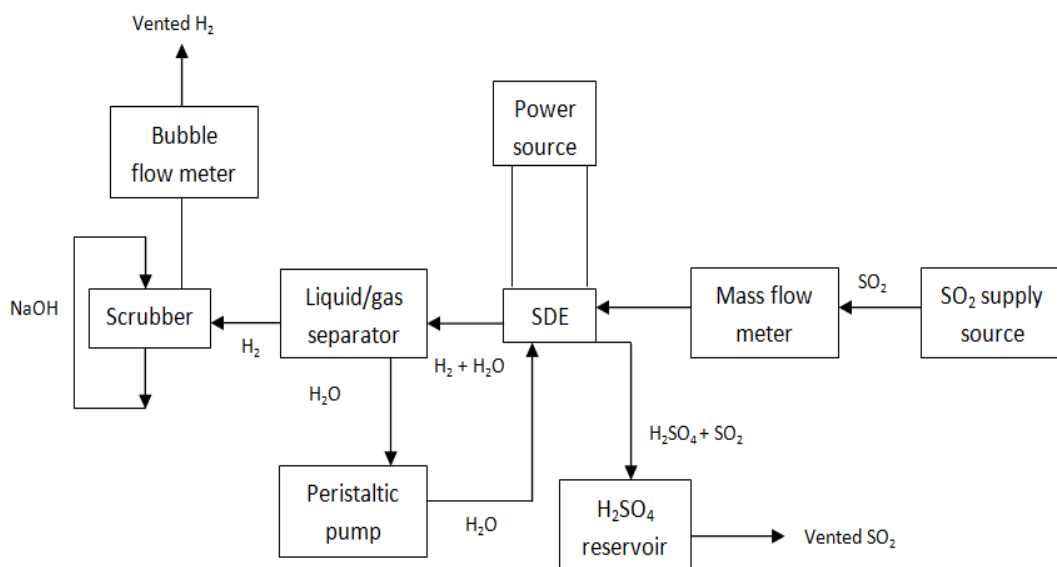 Vented H₂
Bubble
flow meter
Power
source
NaOH
Scrubber
H₂
Liquid/gas
separator
H₂ + H₂O
SDE
Mass flow
meter
SO₂
SO₂ supply
source
H₂O
H₂SO₄ + SO₂
Peristaltic
pump
H₂O
H₂SO₄
reservoir
Vented SO₂